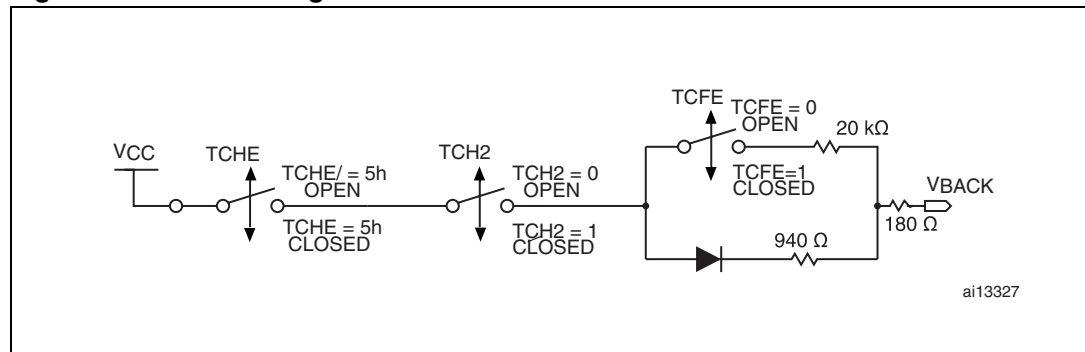 VCC
TCHE
TCHE/ = 5h
OPEN
TCHE = 5h
CLOSED
TCH2
TCH2 = 0
OPEN
TCH2 = 1
CLOSED
TCFE
TCFE = 0
OPEN
TCFE=1
CLOSED
20 kΩ
940 Ω
VBACK
180 Ω
ai13327